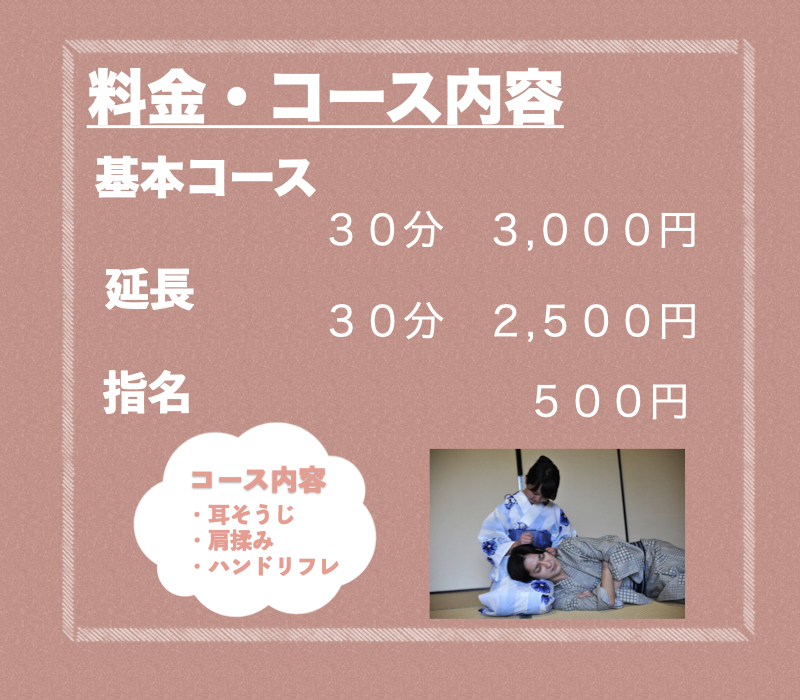 料金・コース内容
基本コース
３０分　３,０００円
延長
３０分　２,５００円
指名
５００円
コース内容
・耳そうじ
・肩揉み
・ハンドリフレ